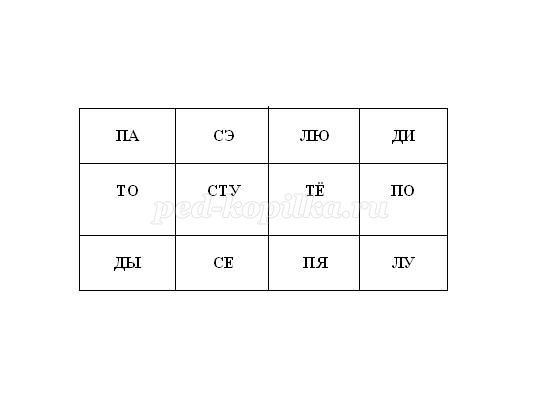 ПА СЭ ЛЮ ДИ
ТО СТУ ТЁ ПО
ped-kopilka.ru
ДЫ СЕ ПЯ ЛУ